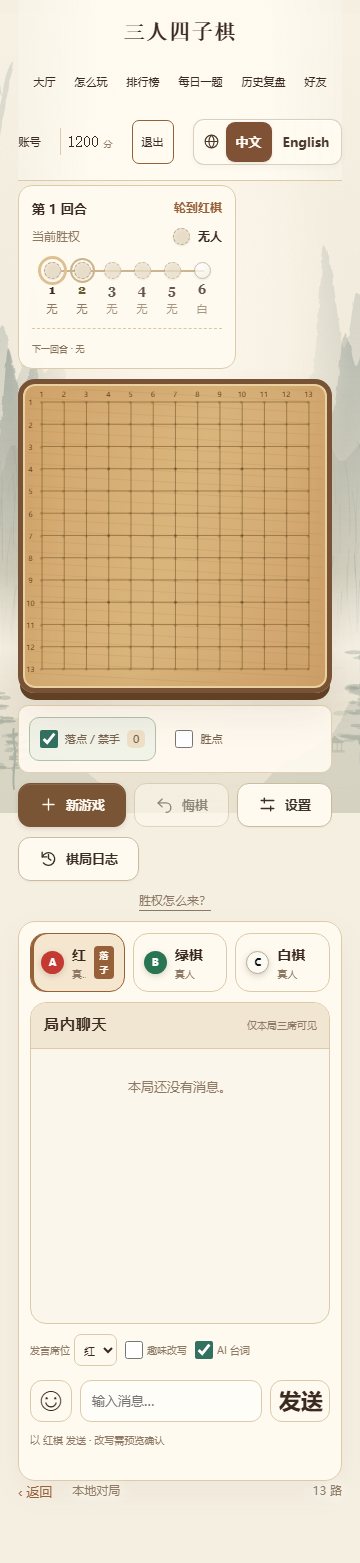 三人四子棋
大厅 怎么玩 排行榜 每日一题 历史复盘 好友
账号 1200 分 退出 中文 English
第 1 回合 轮到红棋
当前胜权 无人
1 2 3 4 5 6
无 无 无 无 无 白
下一回合 · 无
1 2 3 4 5 6 7 8 9 10 11 12 13
1
2
3
4
5
6
7
8
9
10
11
12
13
落点 / 禁手 0 胜点
新游戏 悔棋 设置
棋局日志
胜权怎么来?
A 红 真… 落子 B 绿棋 真人 C 白棋 真人
局内聊天 仅本局三席可见
本局还没有消息。
发言席位 红 趣味改写 AI 台词
输入消息... 发送
以 红棋 发送 · 改写需预览确认
‹ 返回 本地对局 13 路